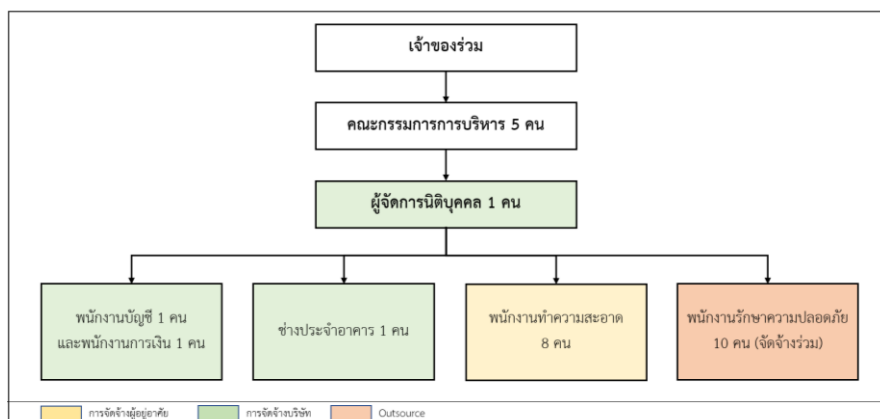 เจ้าของร่วม
คณะกรรมการการบริหาร 5 คน
ผู้จัดการนิติบุคคล 1 คน
พนักงานบัญชี 1 คน
และพนักงานการเงิน 1 คน
ช่างประจำอาคาร 1 คน
พนักงานทำความสะอาด
8 คน
พนักงานรักษาความปลอดภัย
10 คน (จัดจ้างร่วม)
การจัดจ้างผู้อยู่อาศัย
การจัดจ้างบริษัท
Outsource